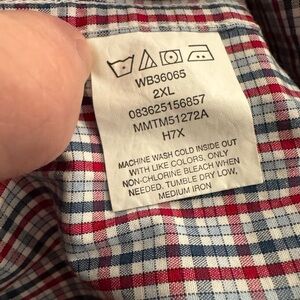 WB36065
2XL
083625156857
MMTM51272A
H7X
MACHINE WASH COLD INSIDE OUT
WITH LIKE COLORS, ONLY
NON-CHLORINE BLEACH WHEN
NEEDED. TUMBLE DRY LOW,
MEDIUM IRON